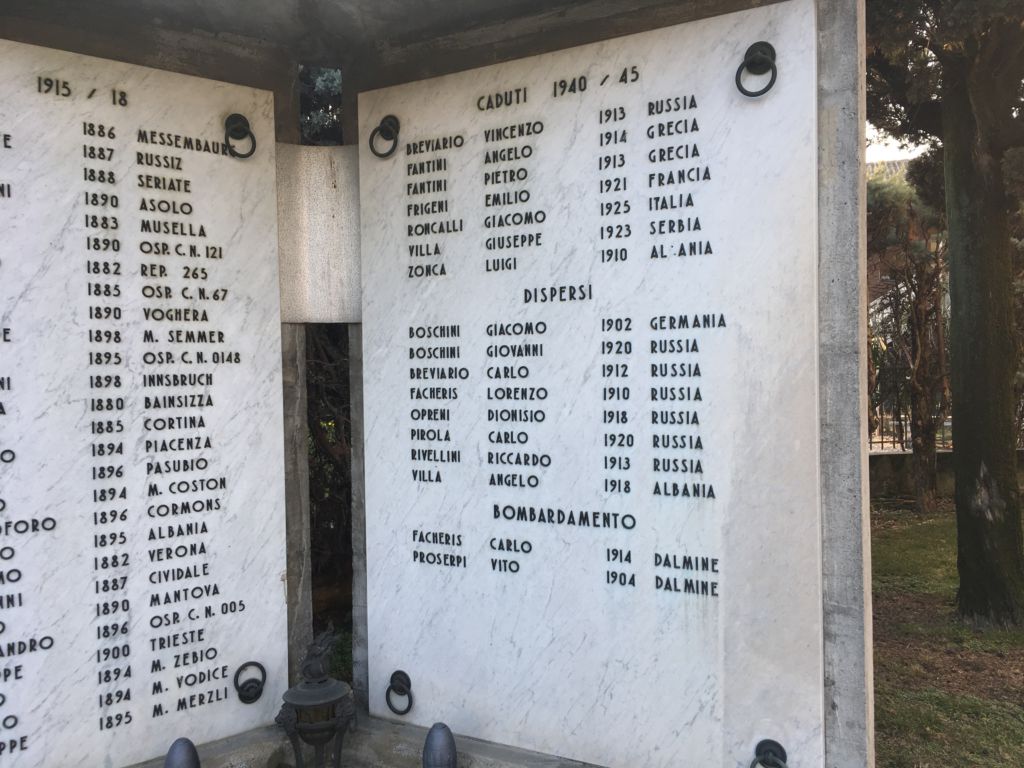 1915 / 18
1886 MESSEMBAURG
1887 RUSSIZ
1888 SERIATE
1890 ASOLO
1883 MUSELLA
1890 OSP. C. N. 121
1882 REP. 265
1885 OSP. C. N. 67
1890 VOGHERA
1898 M. SEMMER
1895 OSP. C. N. 0148
1898 INNSBRUCH
1880 BAINSIZZA
1885 CORTINA
1894 PIACENZA
1896 PASUBIO
1894 M. COSTON
1896 CORMONS
1895 ALBANIA
1882 VERONA
1887 CIVIDALE
1890 MANTOVA
1896 OSP. C. N. 005
1900 TRIESTE
1894 M. ZEBIO
1894 M. VODICE
1895 M. MERZLI
CADUTI 1940 / 45
BREVIARIO VINCENZO 1913 RUSSIA
FANTINI ANGELO 1914 GRECIA
FANTINI PIETRO 1913 GRECIA
FRIGENI EMILIO 1921 FRANCIA
RONCALLI GIACOMO 1925 ITALIA
VILLA GIUSEPPE 1923 SERBIA
ZONCA LUIGI 1910 AL ANIA
DISPERSI
BOSCHINI GIACOMO 1902 GERMANIA
BOSCHINI GIOVANNI 1920 RUSSIA
BREVIARIO CARLO 1912 RUSSIA
FACHERIS LORENZO 1910 RUSSIA
OPRENI DIONISIO 1918 RUSSIA
PIROLA CARLO 1920 RUSSIA
RIVELLINI RICCARDO 1913 RUSSIA
VILLA ANGELO 1918 ALBANIA
BOMBARDAMENTO
FACHERIS CARLO 1914 DALMINE
PROSERPI VITO 1904 DALMINE